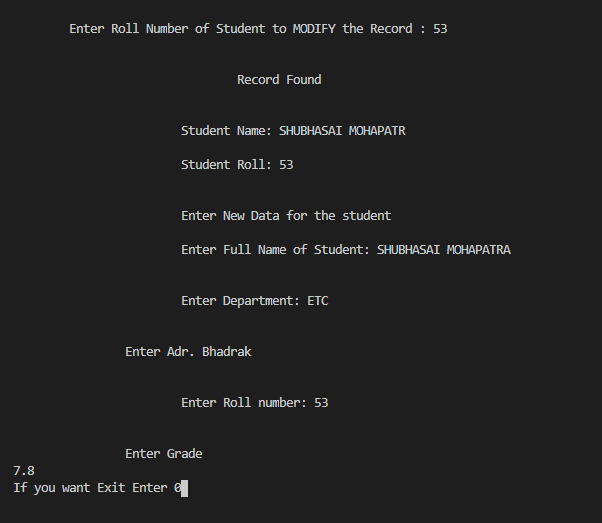 Enter Roll Number of Student to MODIFY the Record : 53
Record Found
Student Name: SHUBHASAI MOHAPATR
Student Roll: 53
Enter New Data for the student
Enter Full Name of Student: SHUBHASAI MOHAPATRA
Enter Department: ETC
Enter Adr. Bhadrak
Enter Roll number: 53
Enter Grade
7.8
If you want Exit Enter 0